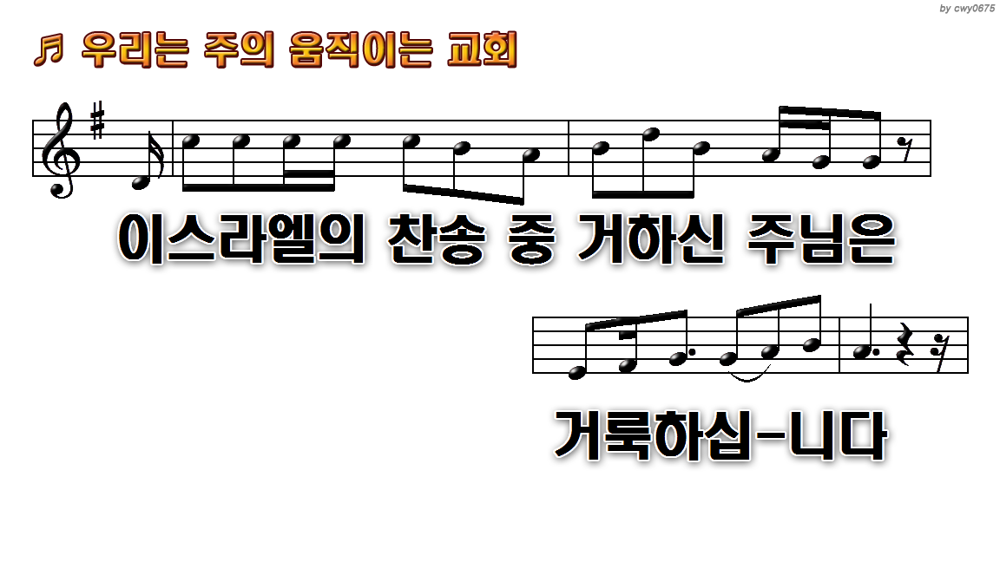 by cwy0675
♬ 우리는 주의 움직이는 교회
이스라엘의 찬송 중 거하신 주님은
거룩하십-니다